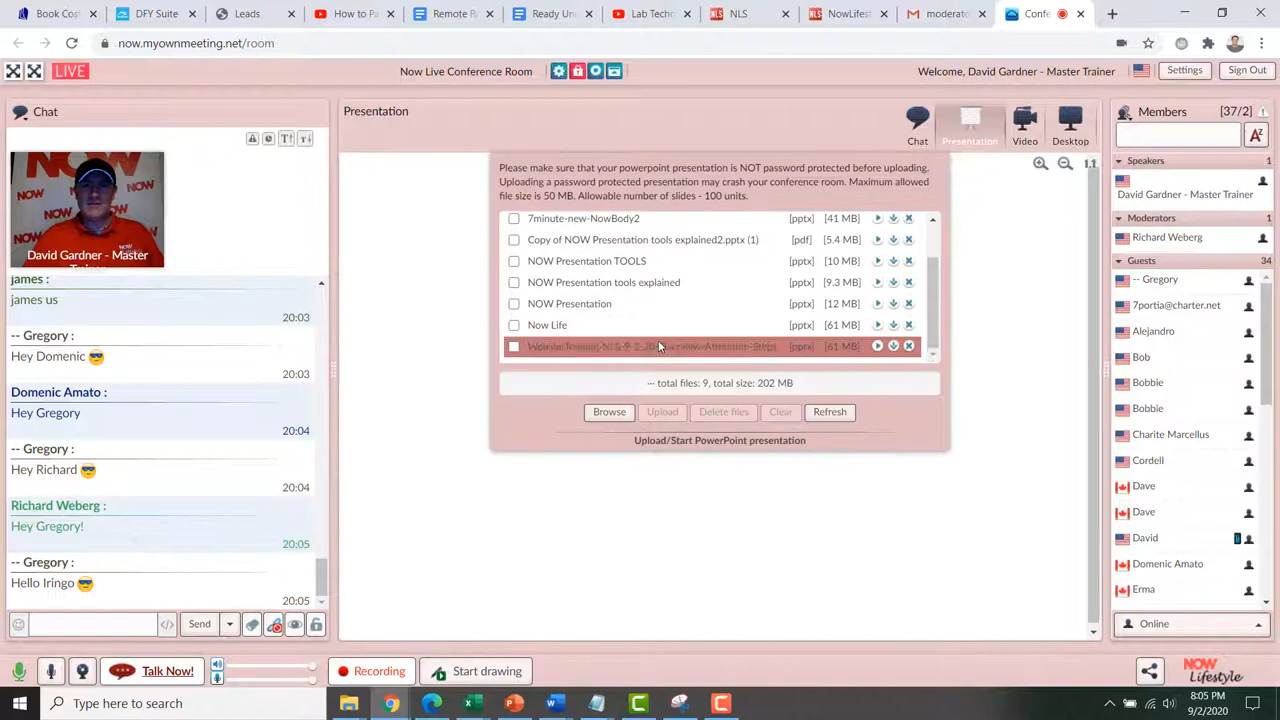 Book Cost
DFY Suite
Leads
How to Pa
Remote Re
Ready Un
Lab Techn
NLS
NowLifest
moderato
Confe
now.myownmeeting.net/room
LIVE
Now Live Conference Room
Welcome, David Gardner - Master Trainer
Settings
Sign Out
Chat
NOW
David Gardner - Master
james :
james us
20:03
-- Gregory :
Hey Domenic 😎
20:03
Domenic Amato :
Hey Gregory
20:04
-- Gregory :
Hey Richard 😎
20:04
Richard Weberg :
Hey Gregory!
20:05
-- Gregory :
Hello Iringo 😎
20:05
Send
Presentation
Chat
Presentation
Video
Desktop
1:1
Please make sure that your powerpoint presentation is NOT password protected before uploading.
Uploading a password protected presentation may crash your conference room. Maximum allowed
file size is 50 MB. Allowable number of slides - 100 units.
7minute-new-NowBody2 [pptx] [41 MB]
Copy of NOW Presentation tools explained2.pptx (1) [pdf] [5.4 MB]
NOW Presentation TOOLS [pptx] [10 MB]
NOW Presentation tools explained [pptx] [9.3 MB]
NOW Presentation [pptx] [12 MB]
Now Life [pptx] [61 MB]
[pptx] [61 MB]
--- total files: 9, total size: 202 MB
Browse
Upload
Delete files
Clear
Refresh
Upload/Start PowerPoint presentation
Members
[37/2]
Speakers 1
David Gardner - Master Trainer
Moderators 1
Richard Weberg
Guests 34
-- Gregory
7portia@charter.net
Alejandro
Bob
Bobbie
Bobbie
Charite Marcellus
Cordell
Dave
Dave
David
Domenic Amato
Erma
Online
Talk Now!
Recording
Start drawing
NOW
Lifestyle
Type here to search
8:05 PM
9/2/2020